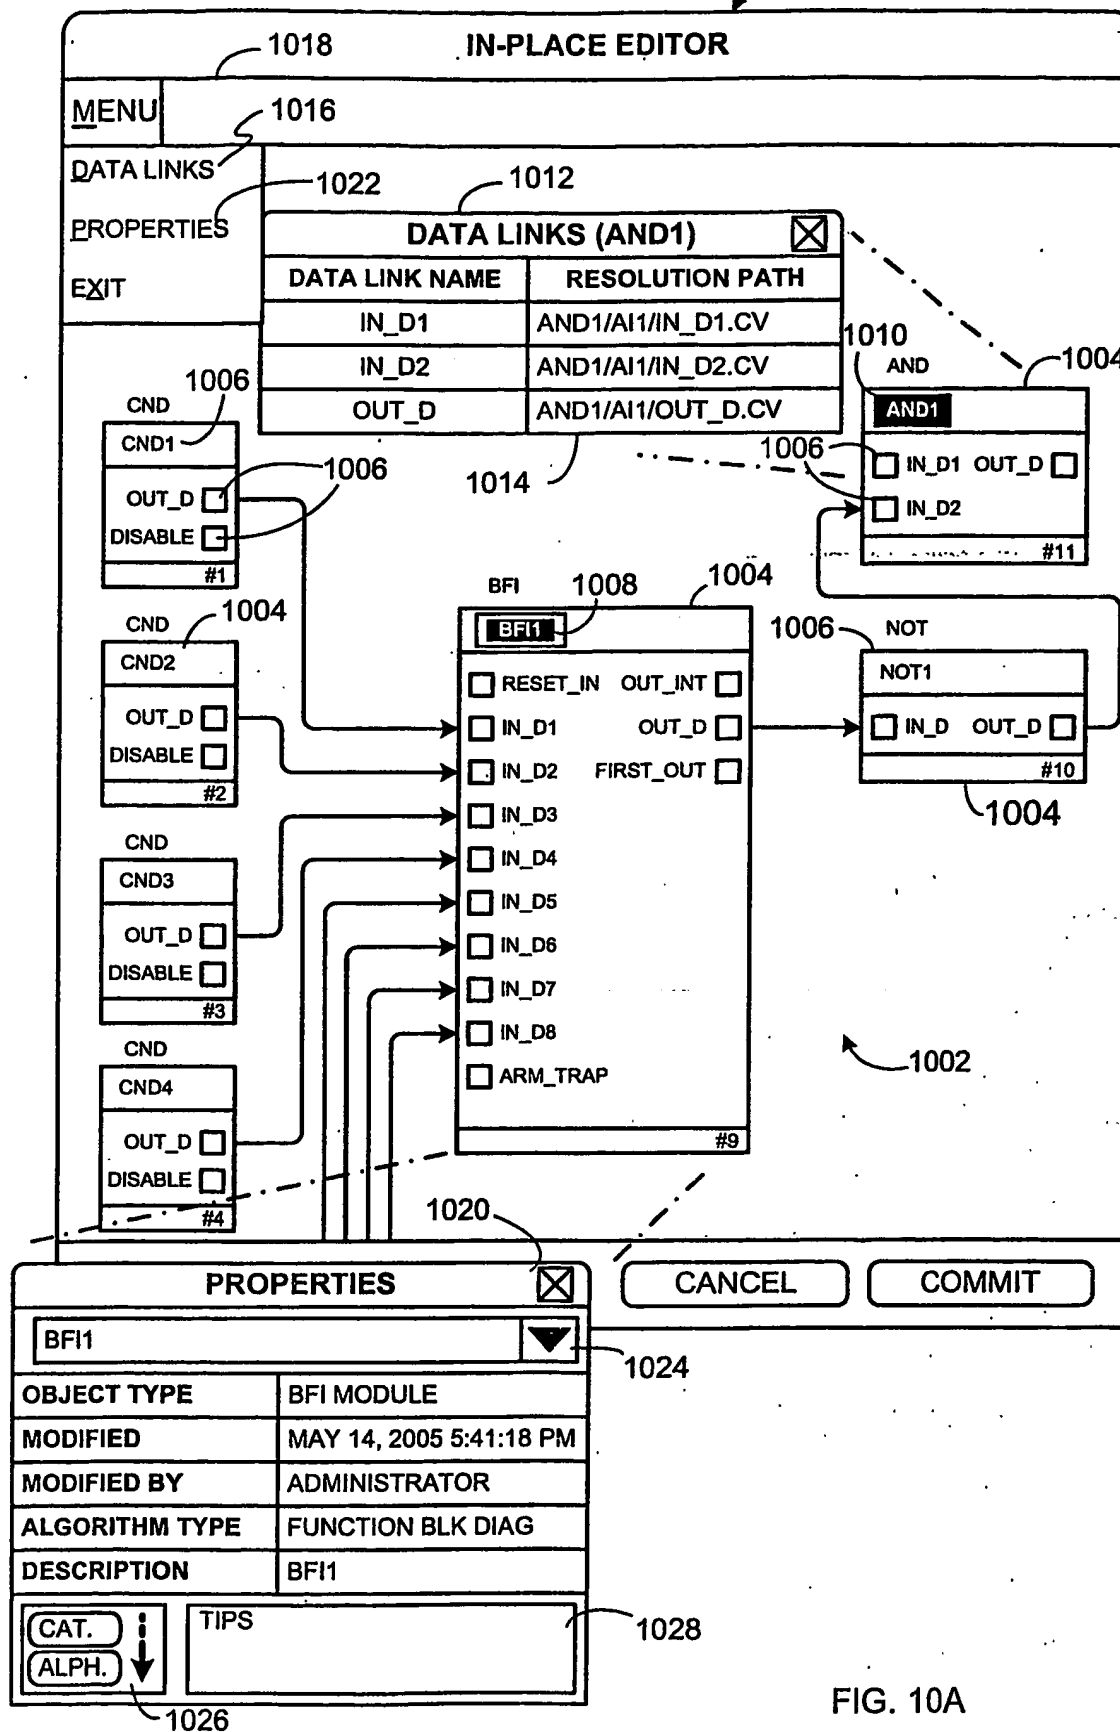 IN-PLACE EDITOR
1018
MENU
1016
DATA LINKS
1022
PROPERTIES
EXIT
1012
DATA LINKS (AND1)
DATA LINK NAME RESOLUTION PATH
IN_D1 AND1/AI1/IN_D1.CV
IN_D2 AND1/AI1/IN_D2.CV
OUT_D AND1/AI1/OUT_D.CV
1014
1010
AND
1004
AND1
1006
IN_D1 OUT_D
IN_D2
#11
CND
1006
CND1
1006
OUT_D
DISABLE
#1
CND
1004
CND2
OUT_D
DISABLE
#2
CND
CND3
OUT_D
DISABLE
#3
CND
CND4
OUT_D
DISABLE
#4
BFI
1008
1004
BFI1
RESET_IN OUT_INT
IN_D1 OUT_D
IN_D2 FIRST_OUT
IN_D3
IN_D4
IN_D5
IN_D6
IN_D7
IN_D8
ARM_TRAP
#9
1006
NOT
NOT1
IN_D OUT_D
#10
1004
1002
1020
PROPERTIES
CANCEL
COMMIT
BFI1
1024
OBJECT TYPE BFI MODULE
MODIFIED MAY 14, 2005 5:41:18 PM
MODIFIED BY ADMINISTRATOR
ALGORITHM TYPE FUNCTION BLK DIAG
DESCRIPTION BFI1
CAT.
ALPH.
TIPS
1028
1026
FIG. 10A